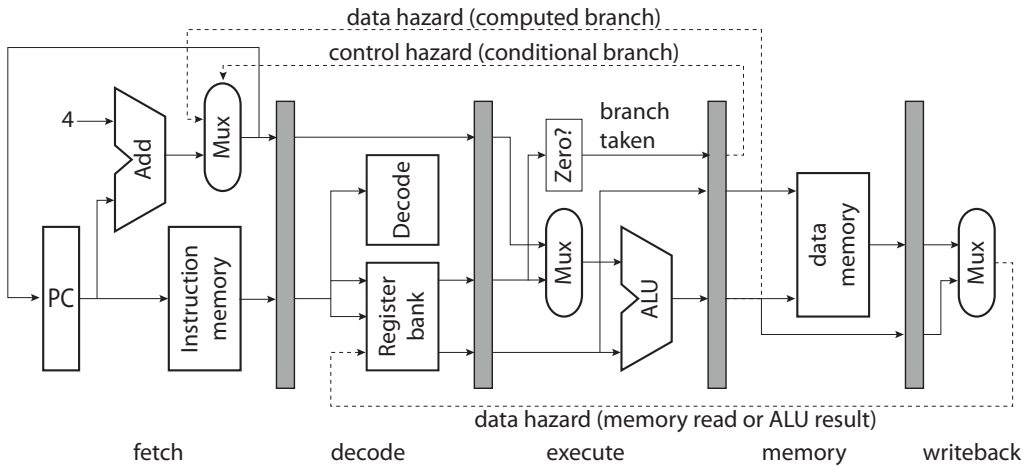 data hazard (computed branch)
control hazard (conditional branch)
4
Add
Mux
branch
taken
Zero?
Decode
PC
Instruction
memory
Register
bank
Mux
ALU
data
memory
Mux
data hazard (memory read or ALU result)
fetch
decode
execute
memory
writeback